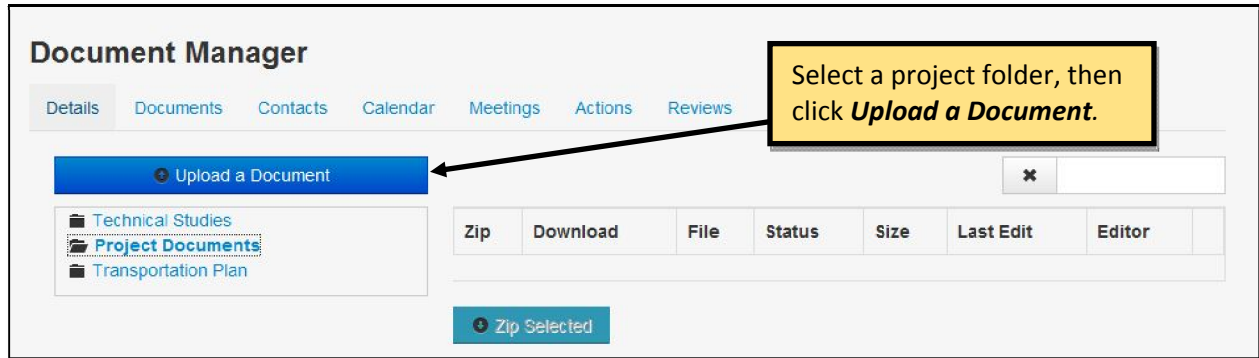 Document Manager
Select a project folder, then
click Upload a Document.
Details Documents Contacts Calendar Meetings Actions Reviews
Upload a Document
Technical Studies
Project Documents
Transportation Plan
Zip Download File Status Size Last Edit Editor
Zip Selected